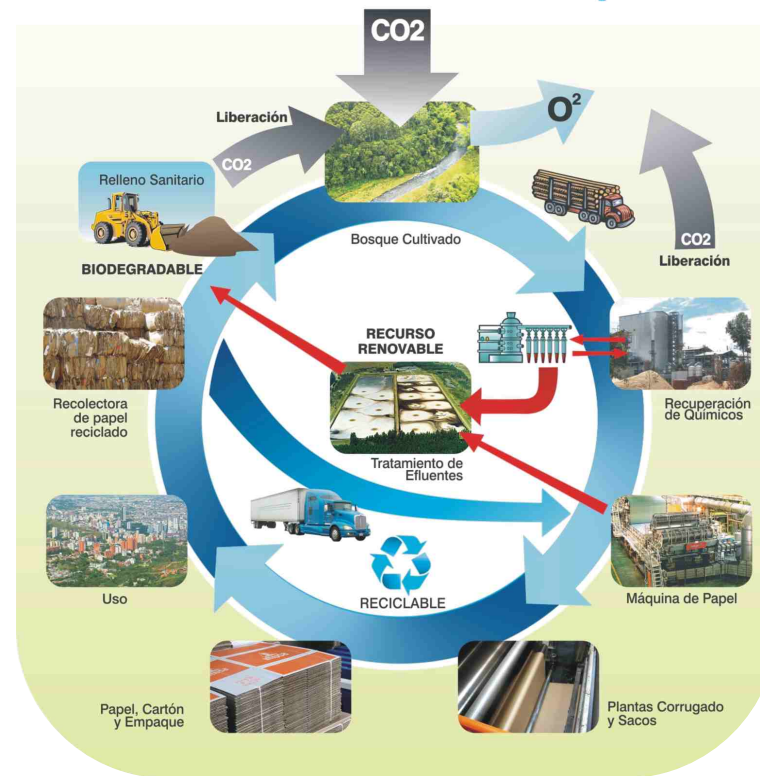 CO2
O²
Liberación
CO2
Relleno Sanitario
BIODEGRADABLE
Bosque Cultivado
CO2
Liberación
RECURSO
RENOVABLE
Recolectora
de papel
reciclado
Recuperación
de Químicos
Tratamiento de
Efluentes
Uso
RECICLABLE
Máquina de Papel
Papel, Cartón
y Empaque
Plantas Corrugado
y Sacos